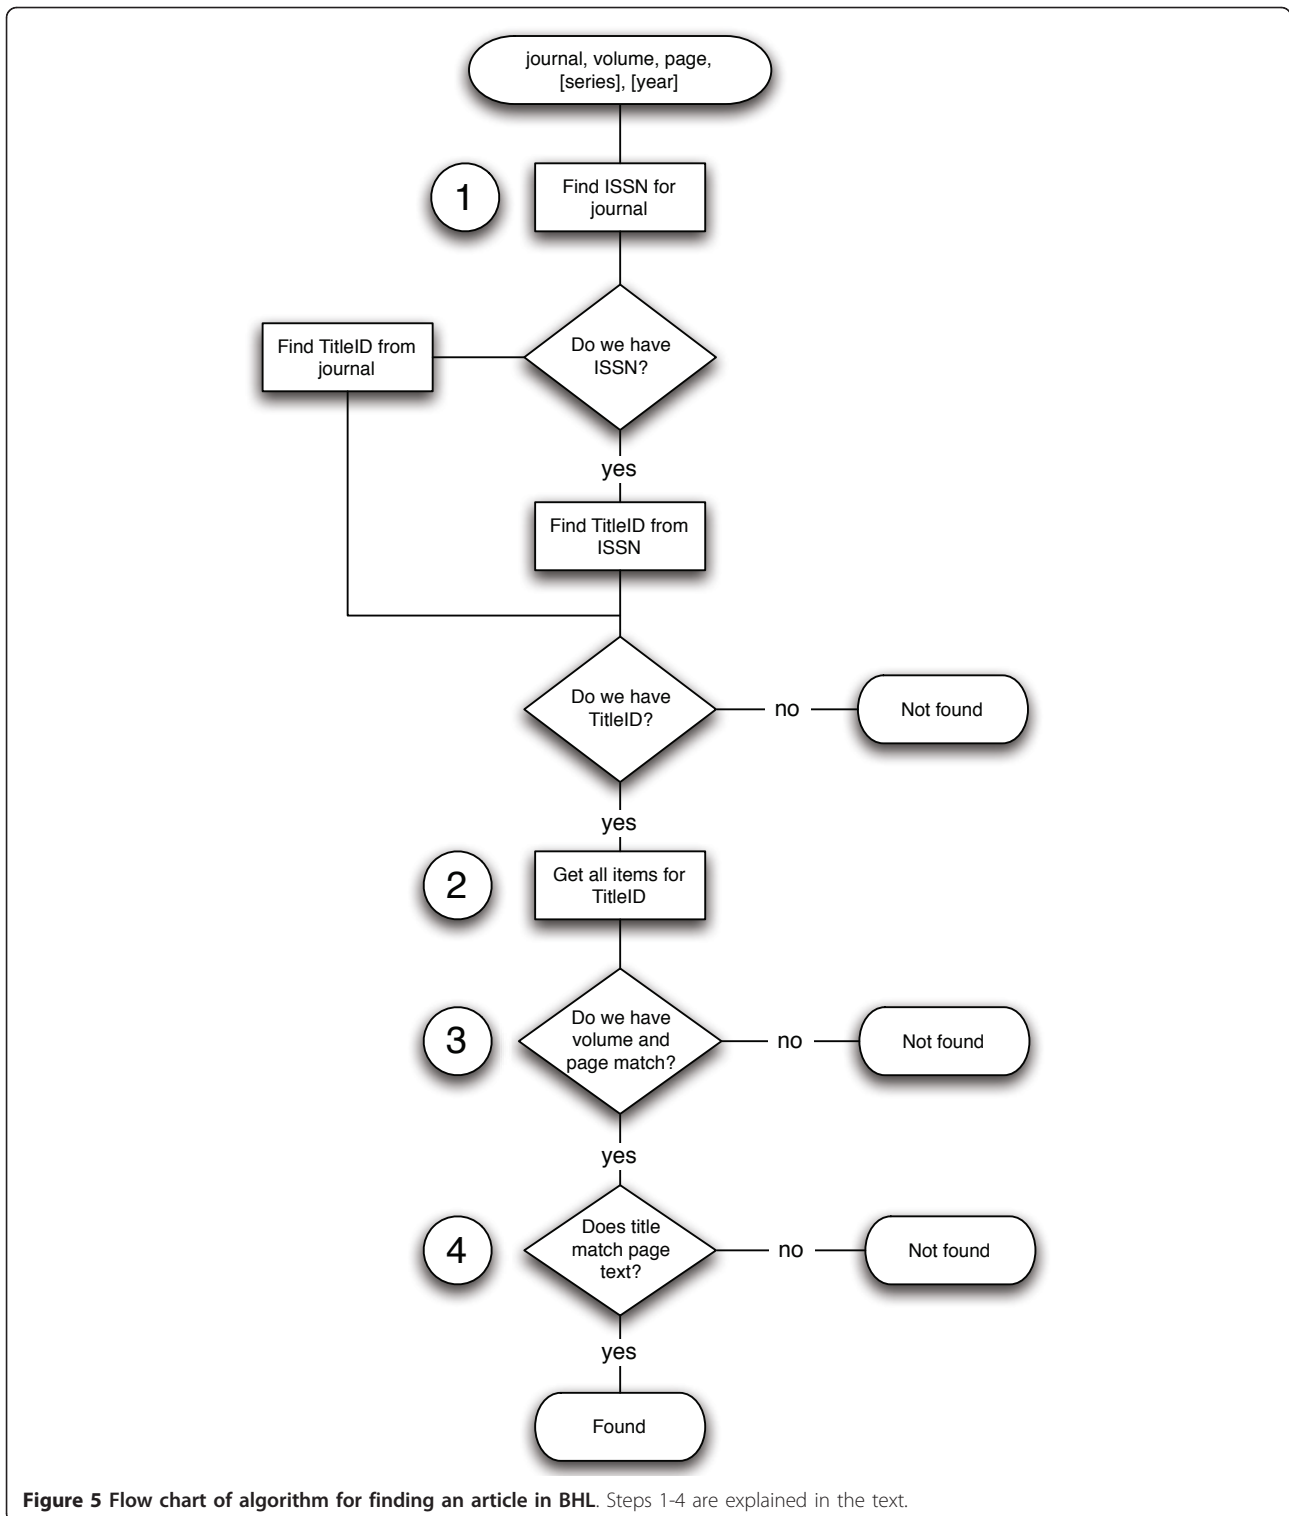 journal, volume, page,
[series], [year]
1
Find ISSN for
journal
Do we have
ISSN?
Find TitleID from
journal
yes
Find TitleID from
ISSN
Do we have
TitleID?
no
Not found
yes
2
Get all items for
TitleID
3
Do we have
volume and
page match?
no
Not found
yes
4
Does title
match page
text?
no
Not found
yes
Found
Figure 5 Flow chart of algorithm for finding an article in BHL. Steps 1-4 are explained in the text.